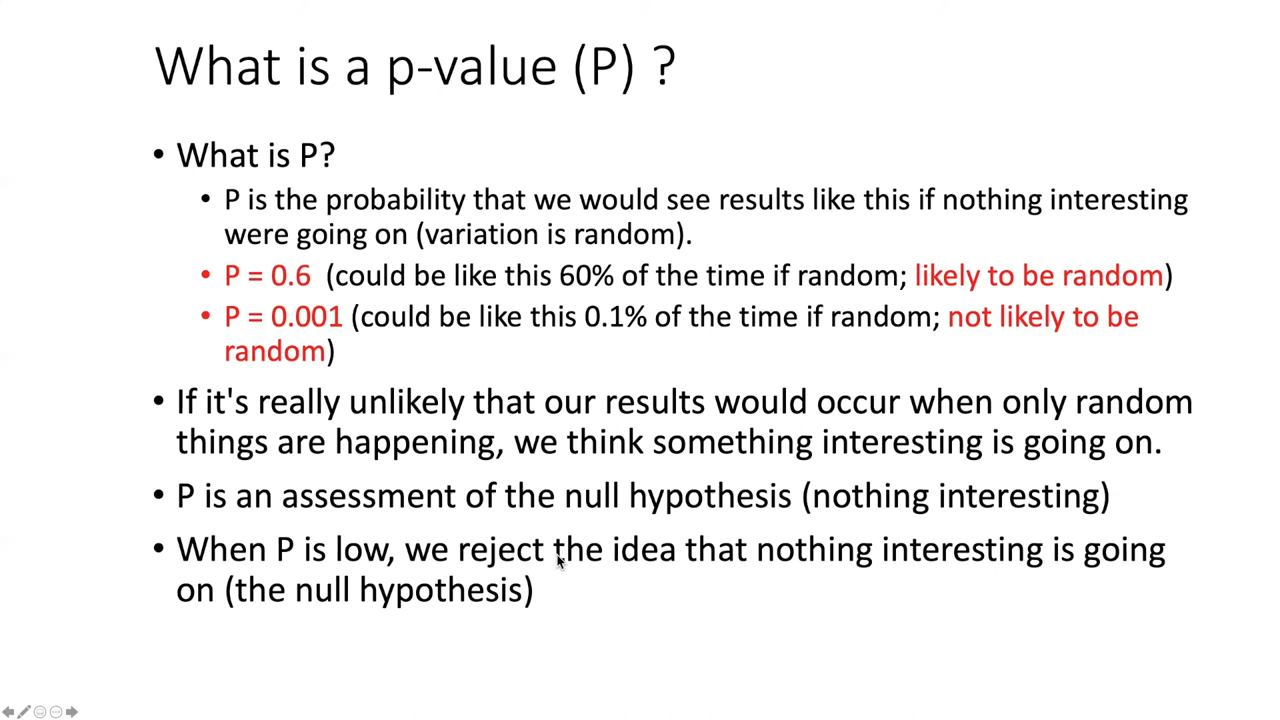 What is a p-value (P) ?
• What is P?
• P is the probability that we would see results like this if nothing interesting
were going on (variation is random).
• P = 0.6 (could be like this 60% of the time if random; likely to be random)
• P = 0.001 (could be like this 0.1% of the time if random; not likely to be
random)
• If it's really unlikely that our results would occur when only random
things are happening, we think something interesting is going on.
• P is an assessment of the null hypothesis (nothing interesting)
• When P is low, we reject the idea that nothing interesting is going
on (the null hypothesis)